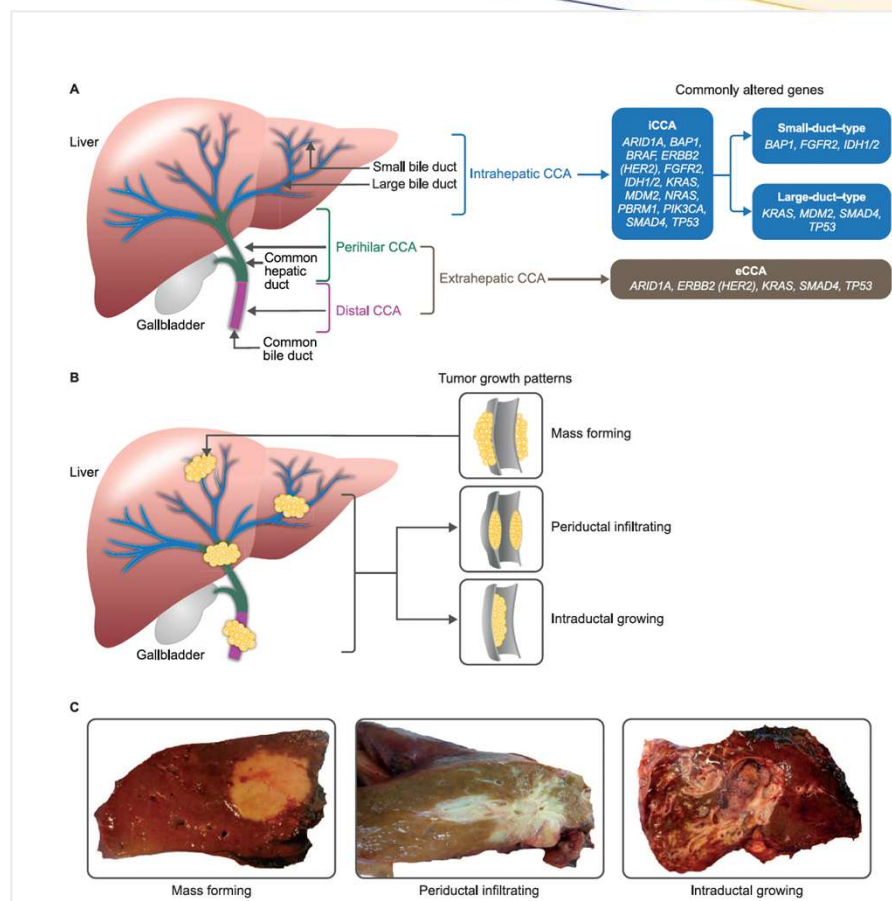 A
Commonly altered genes
Liver
Small bile duct
Large bile duct
Intrahepatic CCA
iCCA
ARID1A, BAP1,
BRAF, ERBB2
(HER2), FGFR2,
IDH1/2, KRAS,
MDM2, NRAS,
PBRM1, PIK3CA,
SMAD4, TP53
Small-duct–type
BAP1, FGFR2, IDH1/2
Large-duct–type
KRAS, MDM2, SMAD4,
TP53
Perihilar CCA
Common
hepatic
duct
Extrahepatic CCA
eCCA
ARID1A, ERBB2 (HER2), KRAS, SMAD4, TP53
Distal CCA
Gallbladder
Common
bile duct
B
Tumor growth patterns
Liver
Mass forming
Periductal infiltrating
Intraductal growing
Gallbladder
C
Mass forming
Periductal infiltrating
Intraductal growing